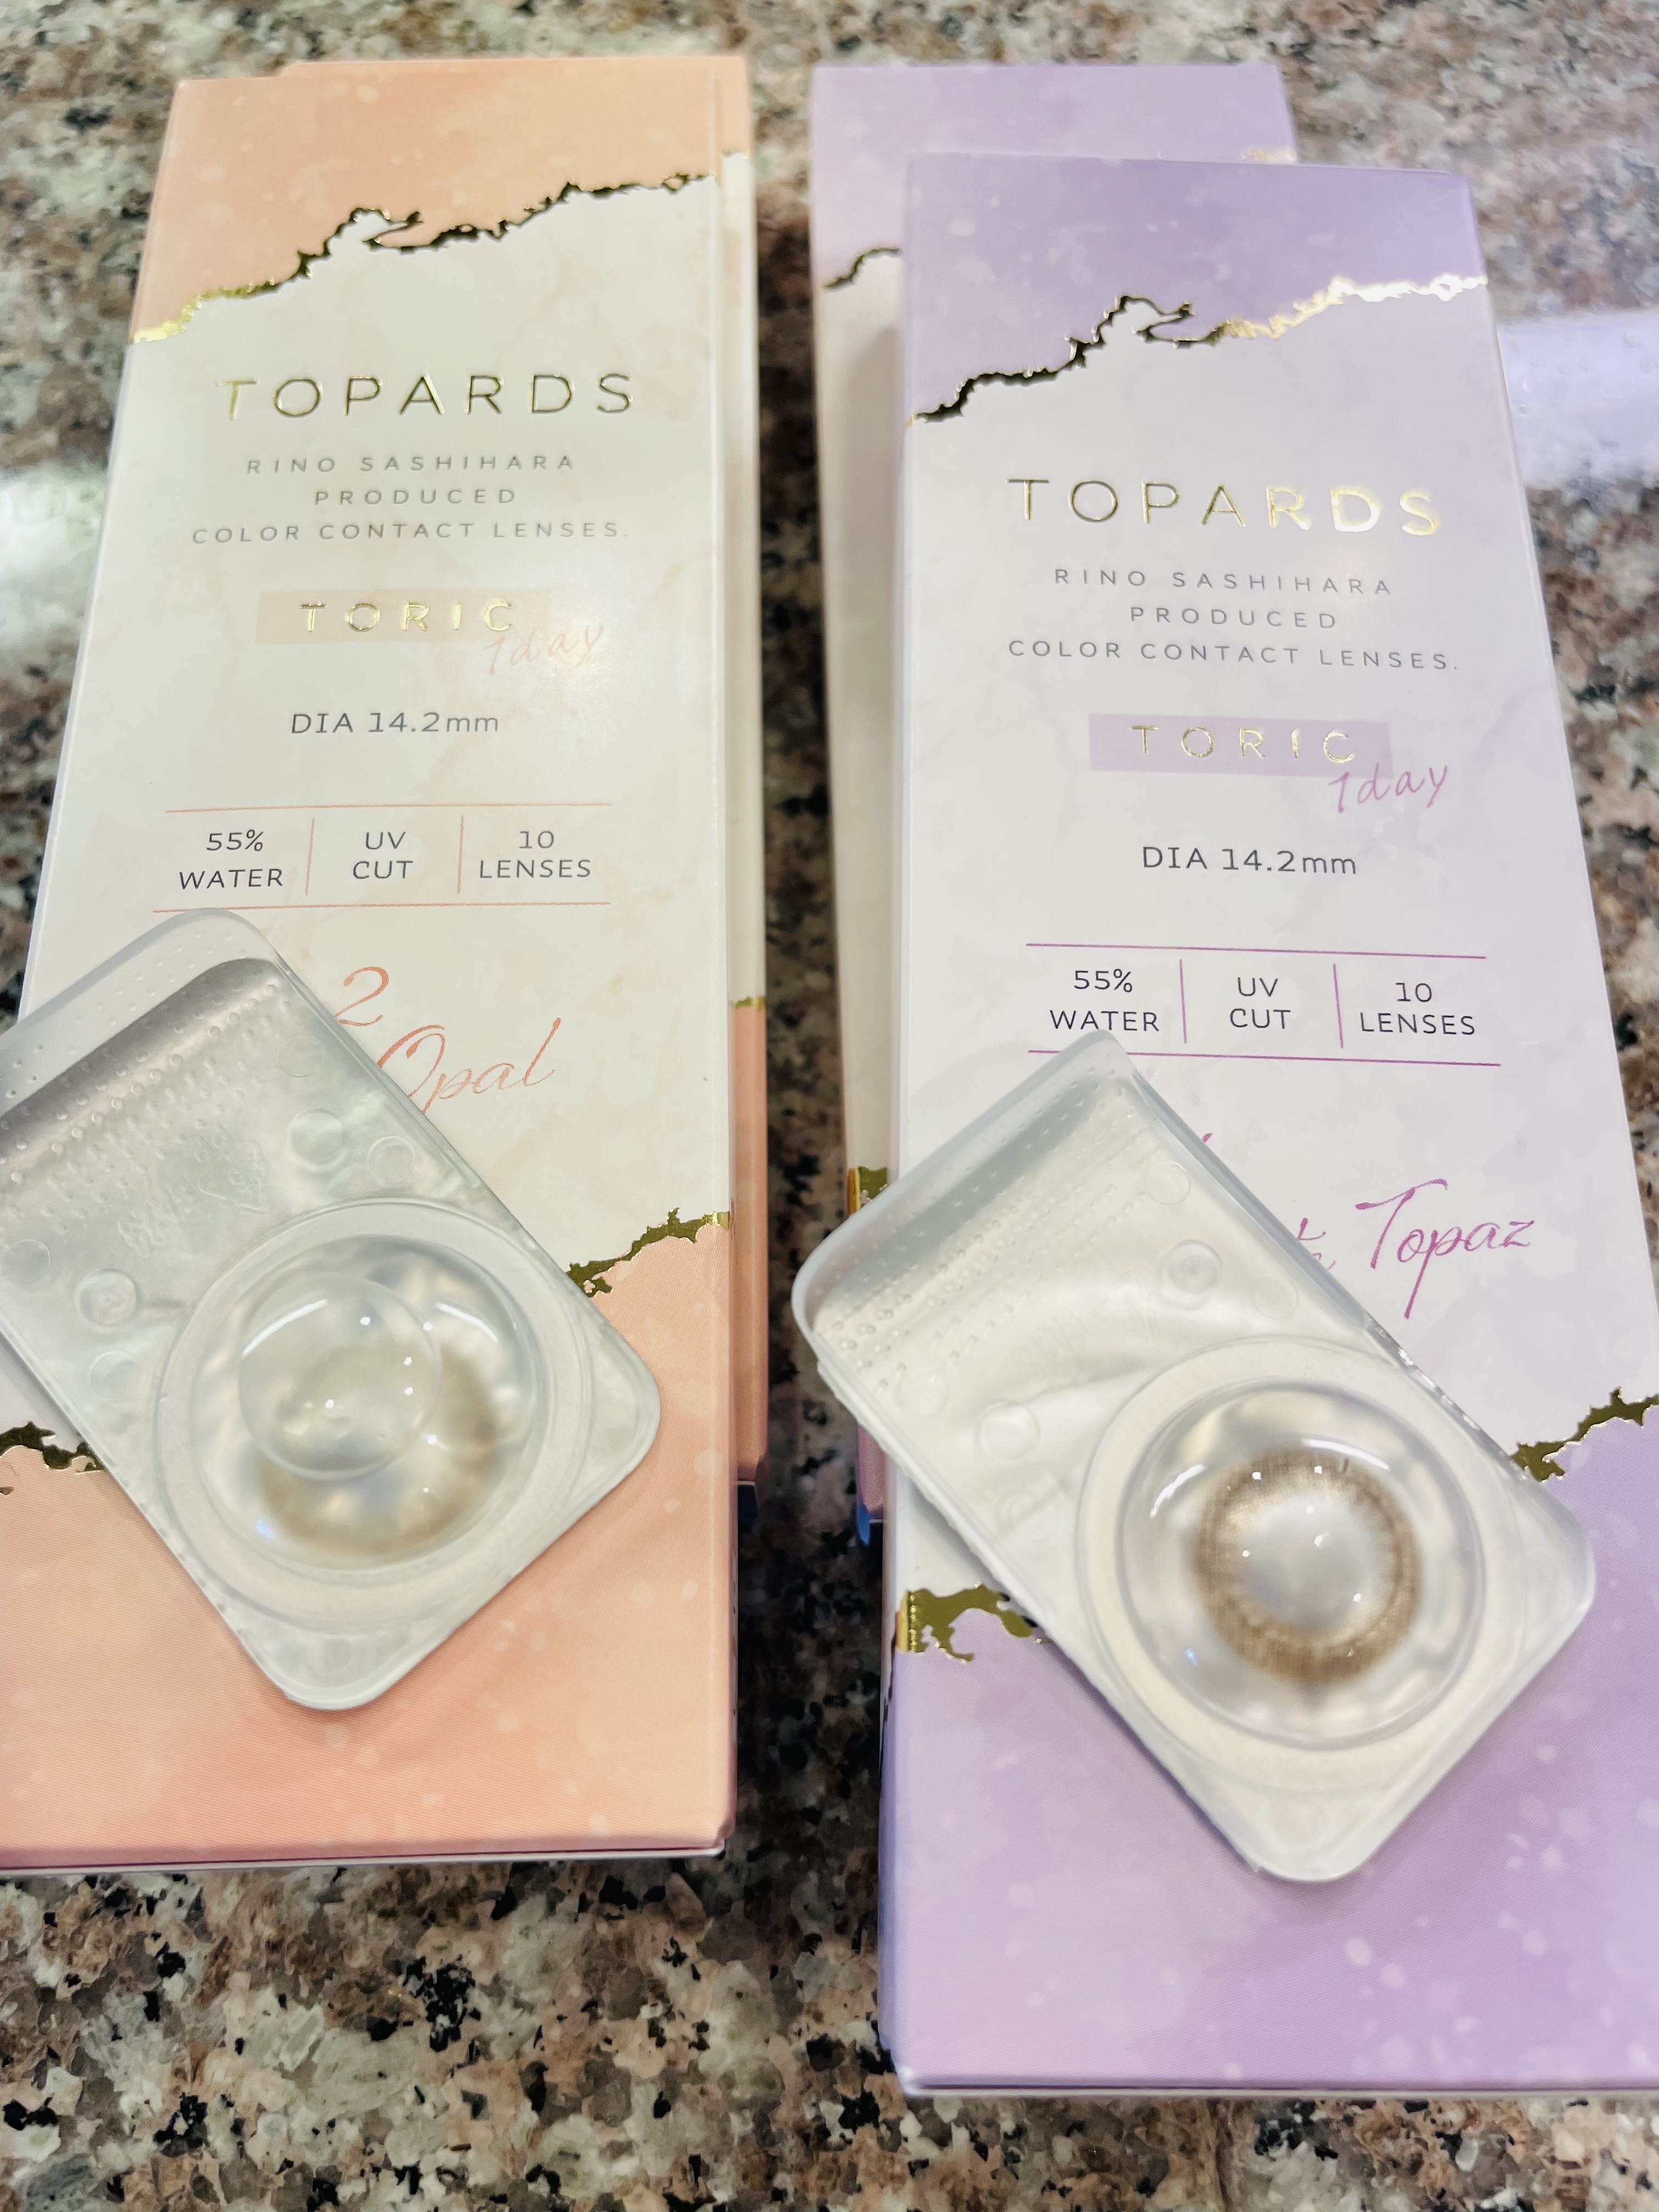 TOPARDS
RINO SASHIHARA
PRODUCED
COLOR CONTACT LENSES.
TORIC
1day
DIA 14.2mm
55%
WATER
UV
CUT
10
LENSES
2
Opal
TOPARDS
RINO SASHIHARA
PRODUCED
COLOR CONTACT LENSES.
TORIC
1day
DIA 14.2mm
55%
WATER
UV
CUT
10
LENSES
Topaz